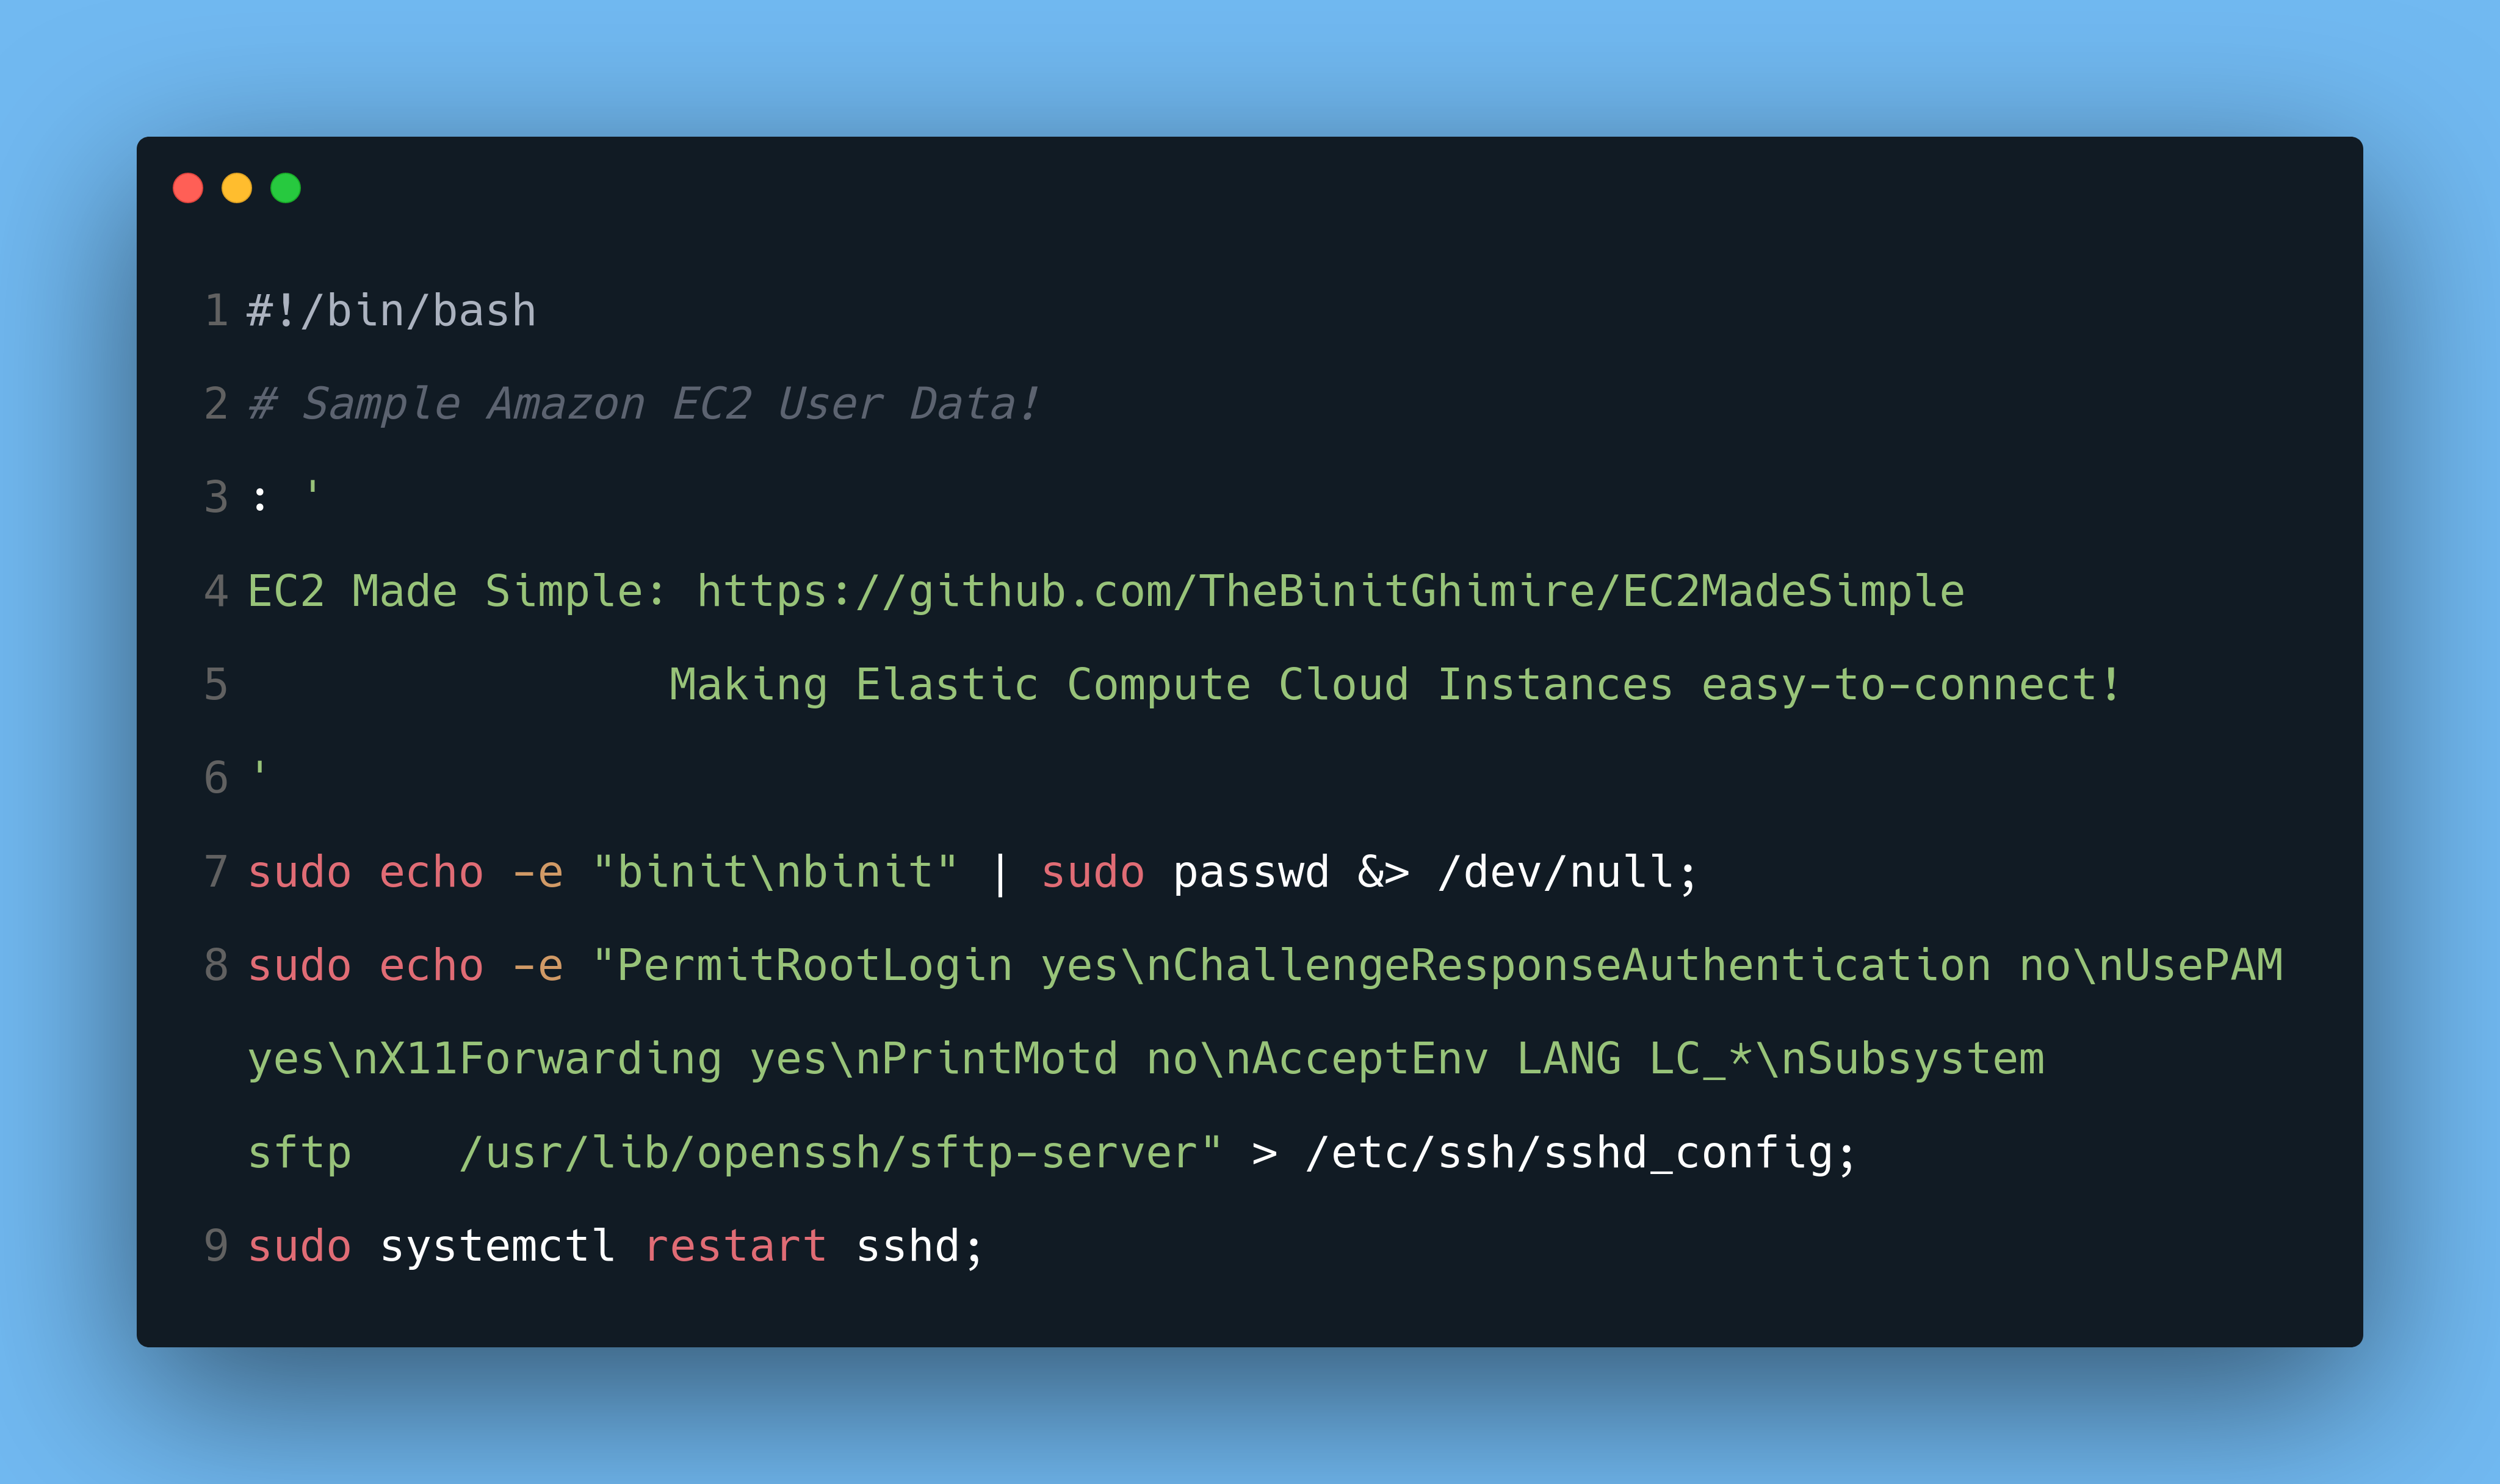 1 #!/bin/bash
2 # Sample Amazon EC2 User Data!
3 : '
4 EC2 Made Simple: https://github.com/TheBinitGhimire/EC2MadeSimple
5                 Making Elastic Compute Cloud Instances easy-to-connect!
6 '
7 sudo echo -e "binit\nbinit" | sudo passwd &> /dev/null;
8 sudo echo -e "PermitRootLogin yes\nChallengeResponseAuthentication no\nUsePAM
yes\nX11Forwarding yes\nPrintMotd no\nAcceptEnv LANG LC_*\nSubsystem
sftp    /usr/lib/openssh/sftp-server" > /etc/ssh/sshd_config;
9 sudo systemctl restart sshd;